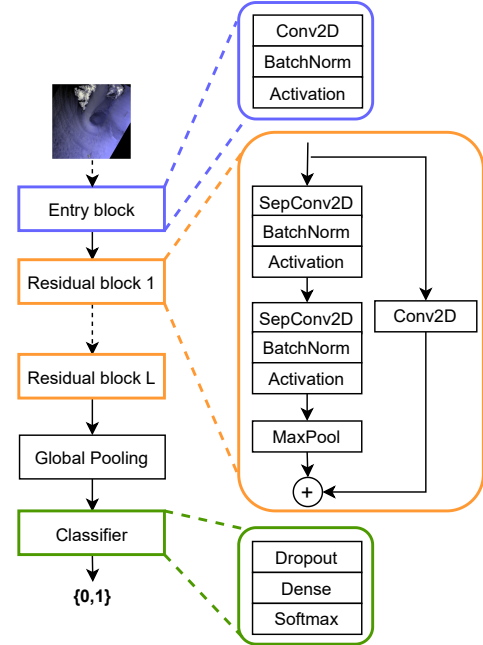 Conv2D
BatchNorm
Activation
Entry block
Residual block 1
Residual block L
Global Pooling
Classifier
{0,1}
SepConv2D
BatchNorm
Activation
SepConv2D
BatchNorm
Activation
MaxPool
+
Conv2D
Dropout
Dense
Softmax